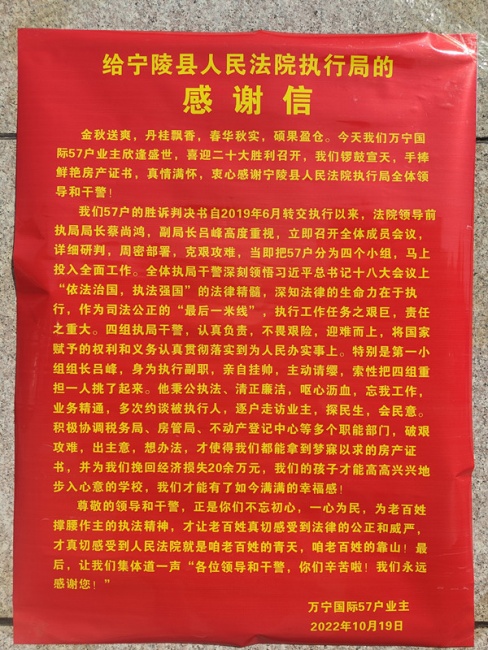 给宁陵县人民法院执行局的
感谢信
金秋送爽，丹桂飘香，春华秋实，硕果盈仓。今天我们万宁国
际57户业主欣逢盛世，喜迎二十大胜利召开，我们锣鼓宣天，手捧
鲜艳房产证书，真情满怀，衷心感谢宁陵县人民法院执行局全体领
导和干警！
我们57户的胜诉判决书自2019年6月转交执行以来，法院领导前
执局局长蔡尚鸿，副局长吕峰高度重视，立即召开全体成员会议，
详细研判，周密部署，克艰攻难，当即把57户分为四个小组，马上
投入全面工作。全体执局干警深刻领悟习近平总书记十八大会议上
“依法治国，执法强国”的法律精髓，深知法律的生命力在于执
行，作为司法公正的“最后一米线”，执行工作任务之艰巨，责任
之重大。四组执局干警，认真负责，不畏艰险，迎难而上，将国家
赋予的权利和义务认真贯彻落实到为人民办实事上。特别是第一小
组组长吕峰，身为执行副职，亲自挂帅，主动请缨，索性把四组重
担一人挑了起来。他秉公执法、清正廉洁，呕心沥血，忘我工作，
业务精通，多次约谈被执行人，逐户走访业主，探民生，会民意。
积极协调税务局、房管局、不动产登记中心等多个职能部门，破艰
攻难，出主意，想办法，才使得我们都能拿到梦寐以求的房产证
书，并为我们挽回经济损失20余万元，我们的孩子才能高高兴兴地
步入心意的学校，我们才能有了如今满满的幸福感！
尊敬的领导和干警，正是你们不忘初心，一心为民，为老百姓
撑腰作主的执法精神，才让老百姓真切感受到法律的公正和威严，
才真切感受到人民法院就是咱老百姓的青天，咱老百姓的靠山！最
后，让我们集体道一声“各位领导和干警，你们辛苦啦！我们永远
感谢您！”
万宁国际57户业主
2022年10月19日